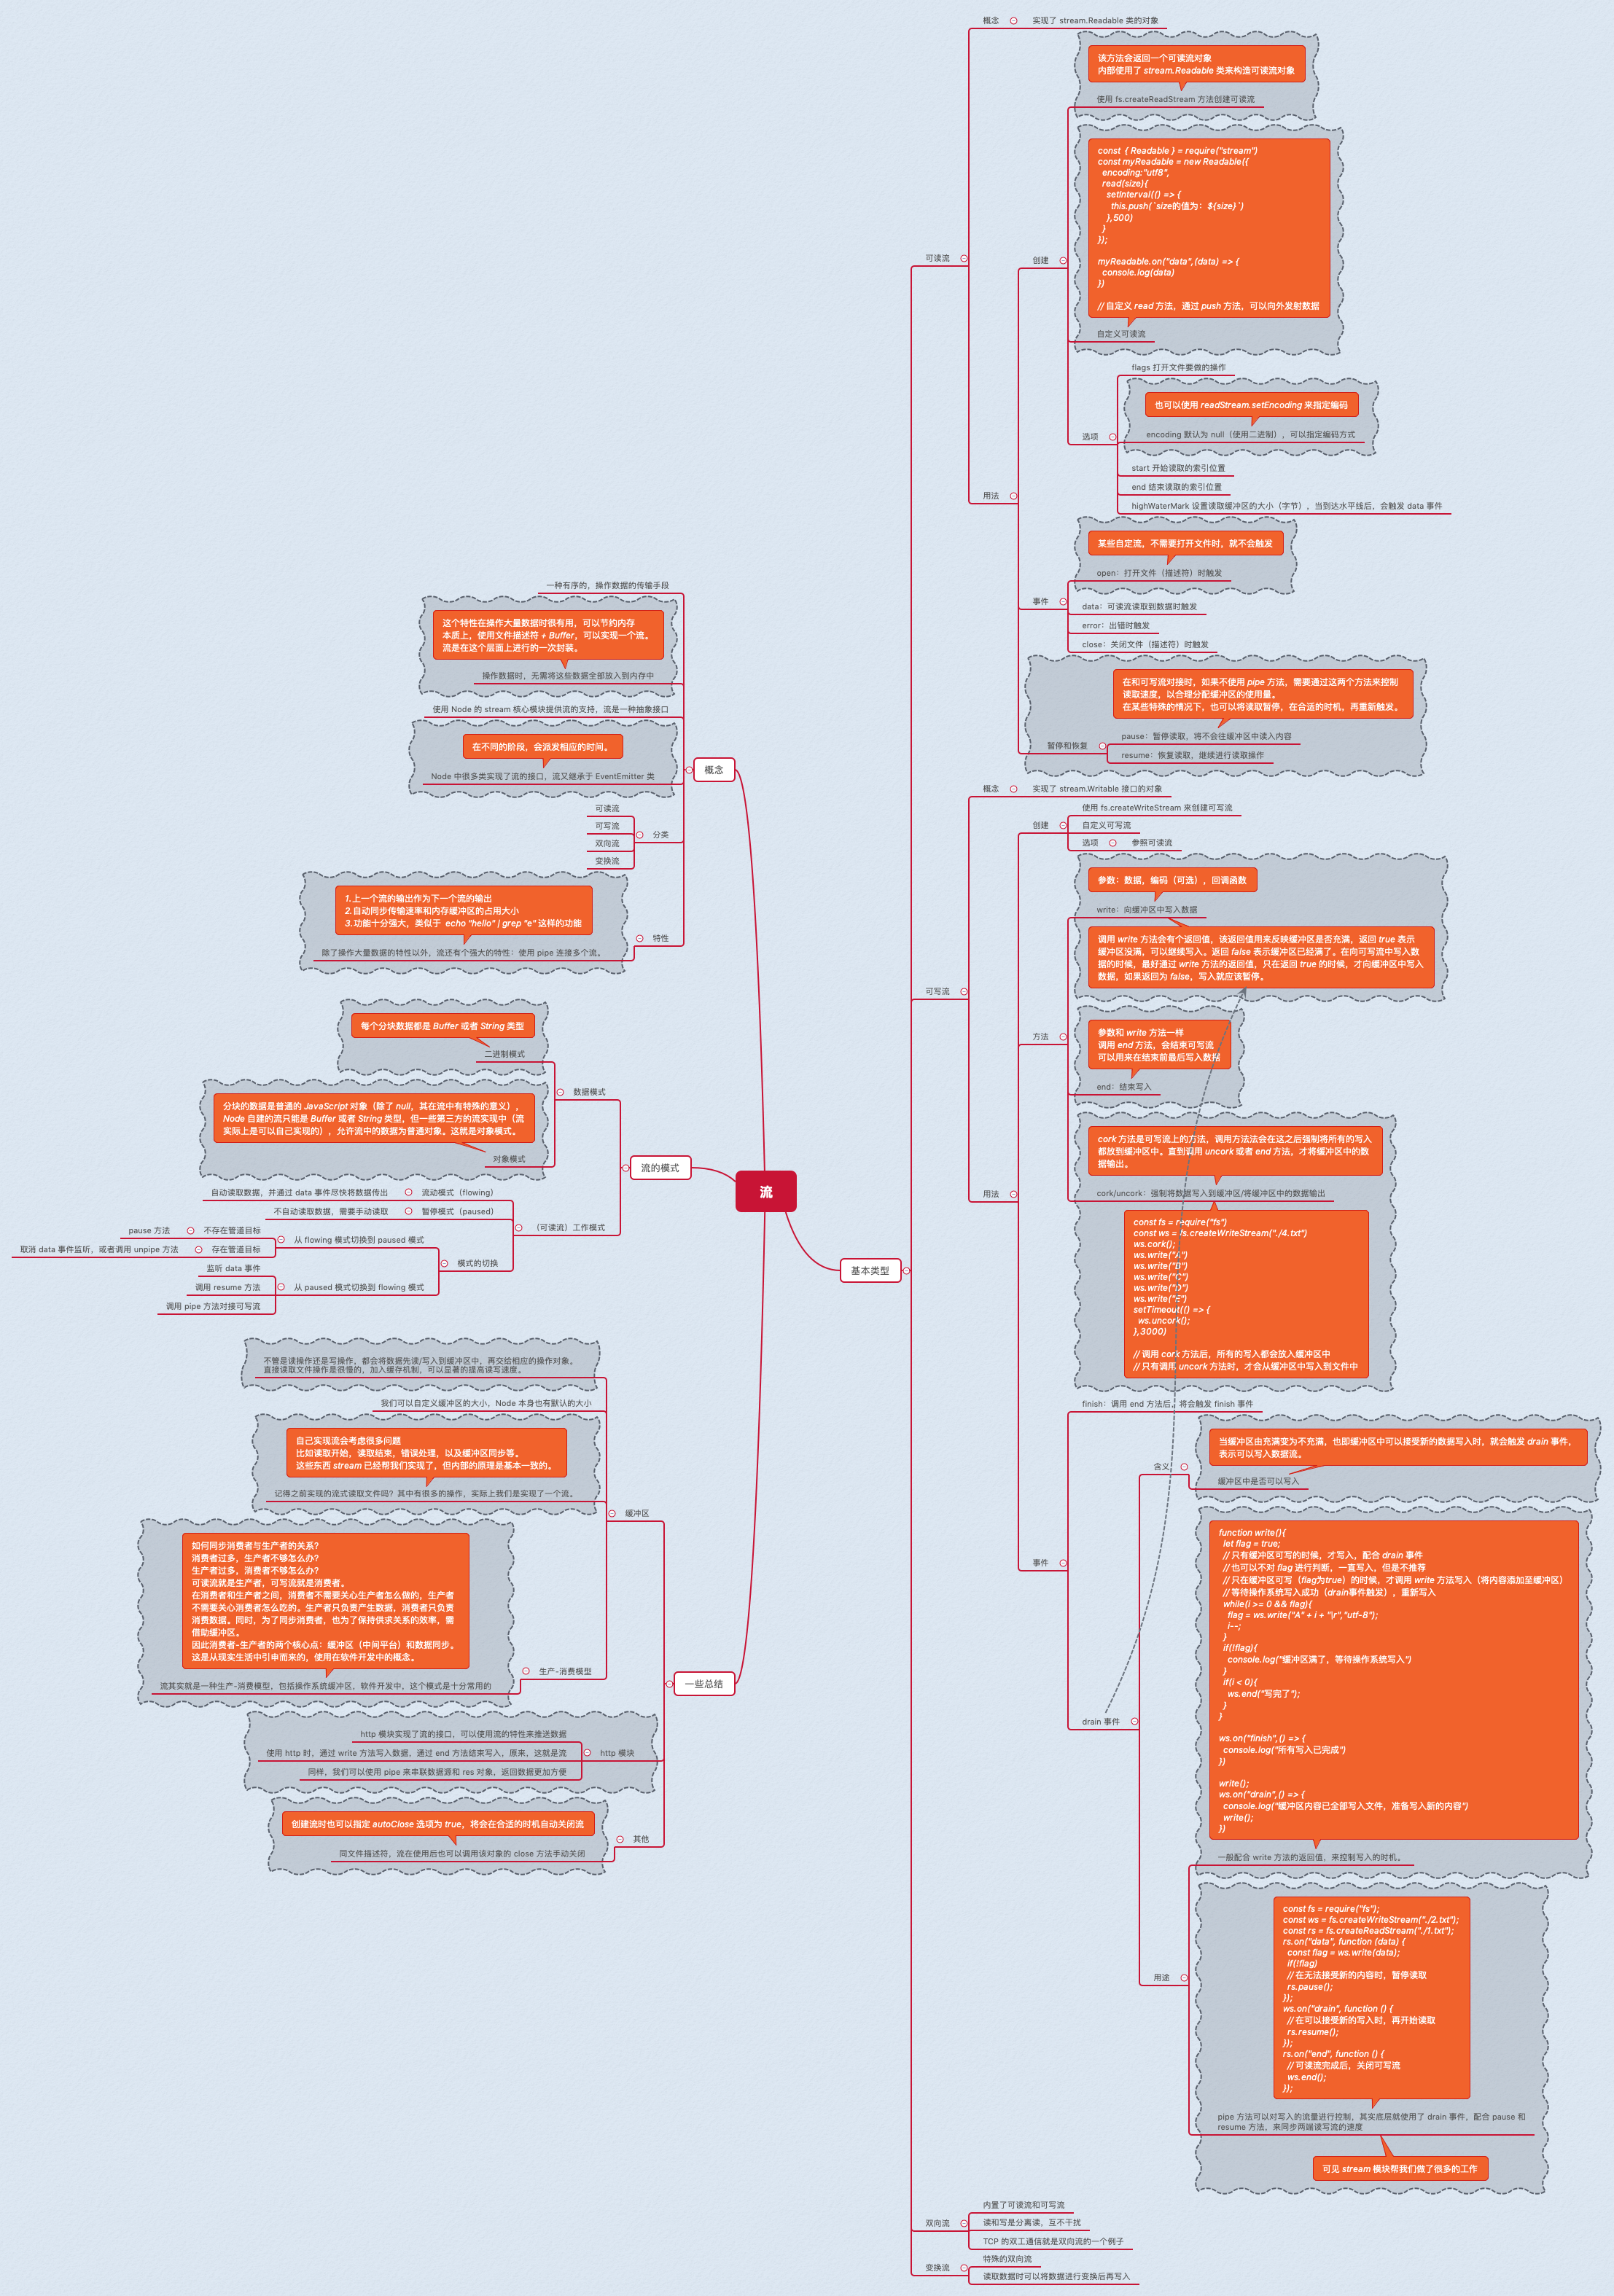 流
概念
一种有序的，操作数据的传输手段
这个特性在操作大量数据时很有用，可以节约内存
本质上，使用文件描述符 + Buffer，可以实现一个流。
流是在这个层面上进行的一次封装。
操作数据时，无需将这些数据全部放入到内存中
使用 Node 的 stream 核心模块提供流的支持，流是一种抽象接口
在不同的阶段，会派发相应的时间。
Node 中很多类实现了流的接口，流又继承于 EventEmitter 类
分类
可读流
可写流
双向流
变换流
特性
1.上一个流的输出作为下一个流的输出
2.自动同步传输速率和内存缓冲区的占用大小
3.功能十分强大，类似于 echo "hello" | grep "e" 这样的功能
除了操作大量数据的特性以外，流还有个强大的特性：使用 pipe 连接多个流。
流的模式
数据模式
每个分块数据都是 Buffer 或者 String 类型
二进制模式
分块的数据是普通的 JavaScript 对象（除了 null，其在流中有特殊的意义），
Node 自建的流只能是 Buffer 或者 String 类型，但一些第三方的流实现中（流
实际上是可以自己实现的），允许流中的数据为普通对象。这就是对象模式。
对象模式
（可读流）工作模式
流动模式（flowing）
自动读取数据，并通过 data 事件尽快将数据传出
暂停模式（paused）
不自动读取数据，需要手动读取
模式的切换
从 flowing 模式切换到 paused 模式
不存在管道目标
pause 方法
存在管道目标
取消 data 事件监听，或者调用 unpipe 方法
从 paused 模式切换到 flowing 模式
监听 data 事件
调用 resume 方法
调用 pipe 方法对接可写流
一些总结
缓冲区
不管是读操作还是写操作，都会将数据先读/写入到缓冲区中，再交给相应的操作对象。
直接读取文件操作是很慢的，加入缓存机制，可以显著的提高读写速度。
我们可以自定义缓冲区的大小，Node 本身也有默认的大小
自己实现流会考虑很多问题
比如读取开始，读取结束，错误处理，以及缓冲区同步等。
这些东西 stream 已经帮我们实现了，但内部的原理是基本一致的。
记得之前实现的流式读取文件吗？其中有很多的操作，实际上我们是实现了一个流。
生产-消费模型
如何同步消费者与生产者的关系？
消费者过多，生产者不够怎么办？
生产者过多，消费者不够怎么办？
可读流就是生产者，可写流就是消费者。
在消费者和生产者之间，消费者不需要关心生产者怎么做的，生产者
不需要关心消费者怎么吃的。生产者只负责产生数据，消费者只负责
消费数据。同时，为了同步消费者，也为了保持供求关系的效率，需
借助缓冲区。
因此消费者-生产者的两个核心点：缓冲区（中间平台）和数据同步。
这是从现实生活中引申而来的，使用在软件开发中的概念。
流其实就是一种生产-消费模型，包括操作系统缓冲区，软件开发中，这个模式是十分常用的
http 模块
http 模块实现了流的接口，可以使用流的特性来推送数据
使用 http 时，通过 write 方法写入数据，通过 end 方法结束写入，原来，这就是流
同样，我们可以使用 pipe 来串联数据源和 res 对象，返回数据更加方便
其他
创建流时也可以指定 autoClose 选项为 true，将会在合适的时机自动关闭流
同文件描述符，流在使用后也可以调用该对象的 close 方法手动关闭
基本类型
可读流
概念
实现了 stream.Readable 类的对象
用法
创建
该方法会返回一个可读流对象
内部使用了 stream.Readable 类来构造可读流对象
使用 fs.createReadStream 方法创建可读流
const { Readable } = require("stream")
const myReadable = new Readable({
encoding:"utf8",
read(size){
setInterval(() => {
this.push(`size的值为：${size}`)
},500)
}
});
myReadable.on("data",(data) => {
console.log(data)
})
// 自定义 read 方法，通过 push 方法，可以向外发射数据
自定义可读流
选项
flags 打开文件要做的操作
也可以使用 readStream.setEncoding 来指定编码
encoding 默认为 null（使用二进制），可以指定编码方式
start 开始读取的索引位置
end 结束读取的索引位置
highWaterMark 设置读取缓冲区的大小（字节），当到达水平线后，会触发 data 事件
事件
某些自定流，不需要打开文件时，就不会触发
open：打开文件（描述符）时触发
data：可读流读取到数据时触发
error：出错时触发
close：关闭文件（描述符）时触发
暂停和恢复
在和可写流对接时，如果不使用 pipe 方法，需要通过这两个方法来控制
读取速度，以合理分配缓冲区的使用量。
在某些特殊的情况下，也可以将读取暂停，在合适的时机，再重新触发。
pause：暂停读取，将不会往缓冲区中读入内容
resume：恢复读取，继续进行读取操作
可写流
概念
实现了 stream.Writable 接口的对象
用法
创建
使用 fs.createWriteStream 来创建可写流
自定义可写流
选项
参照可读流
方法
参数：数据，编码（可选），回调函数
write：向缓冲区中写入数据
调用 write 方法会有个返回值，该返回值用来反映缓冲区是否充满，返回 true 表示
缓冲区没满，可以继续写入。返回 false 表示缓冲区已经满了。在向可写流中写入数
据的时候，最好通过 write 方法的返回值，只在返回 true 的时候，才向缓冲区中写入
数据，如果返回为 false，写入就应该暂停。
参数和 write 方法一样
调用 end 方法，会结束可写流
可以用来在结束前最后写入数据
end：结束写入
cork 方法是可写流上的方法，调用方法法会在这之后强制将所有的写入
都放到缓冲区中。直到调用 uncork 或者 end 方法，才将缓冲区中的数
据输出。
cork/uncork：强制将数据写入到缓冲区/将缓冲区中的数据输出
const fs = require("fs")
const ws = fs.createWriteStream("./4.txt")
ws.cork();
ws.write("A")
ws.write("B")
ws.write("C")
ws.write("D")
ws.write("E")
setTimeout(() => {
ws.uncork();
},3000)
// 调用 cork 方法后，所有的写入都会放入缓冲区中
// 只有调用 uncork 方法时，才会从缓冲区中写入到文件中
事件
finish：调用 end 方法后，将会触发 finish 事件
drain 事件
含义
当缓冲区由充满变为不充满，也即缓冲区中可以接受新的数据写入时，就会触发 drain 事件，
表示可以写入数据流。
缓冲区中是否可以写入
用途
function write(){
let flag = true;
// 只有缓冲区可写的时候，才写入，配合 drain 事件
// 也可以不对 flag 进行判断，一直写入，但是不推荐
// 只在缓冲区可写（flag为true）的时候，才调用 write 方法写入（将内容添加至缓冲区）
// 等待操作系统写入成功（drain事件触发），重新写入
while(i >= 0 && flag){
flag = ws.write("A" + i + "\r","utf-8");
i--;
}
if(!flag){
console.log("缓冲区满了，等待操作系统写入")
}
if(i < 0){
ws.end("写完了");
}
}
ws.on("finish",() => {
console.log("所有写入已完成")
})
write();
ws.on("drain",() => {
console.log("缓冲区内容已全部写入文件，准备写入新的内容")
write();
})
一般配合 write 方法的返回值，来控制写入的时机。
const fs = require("fs");
const ws = fs.createWriteStream("./2.txt");
const rs = fs.createReadStream("./1.txt");
rs.on("data", function (data) {
const flag = ws.write(data);
if(!flag)
// 在无法接受新的内容时，暂停读取
rs.pause();
});
ws.on("drain", function () {
// 在可以接受新的写入时，再开始读取
rs.resume();
});
rs.on("end", function () {
// 可读流完成后，关闭可写流
ws.end();
});
pipe 方法可以对写入的流量进行控制，其实底层就使用了 drain 事件，配合 pause 和
resume 方法，来同步两端读写流的速度
可见 stream 模块帮我们做了很多的工作
双向流
内置了可读流和可写流
读和写是分离读，互不干扰
TCP 的双工通信就是双向流的一个例子
变换流
特殊的双向流
读取数据时可以将数据进行变换后再写入